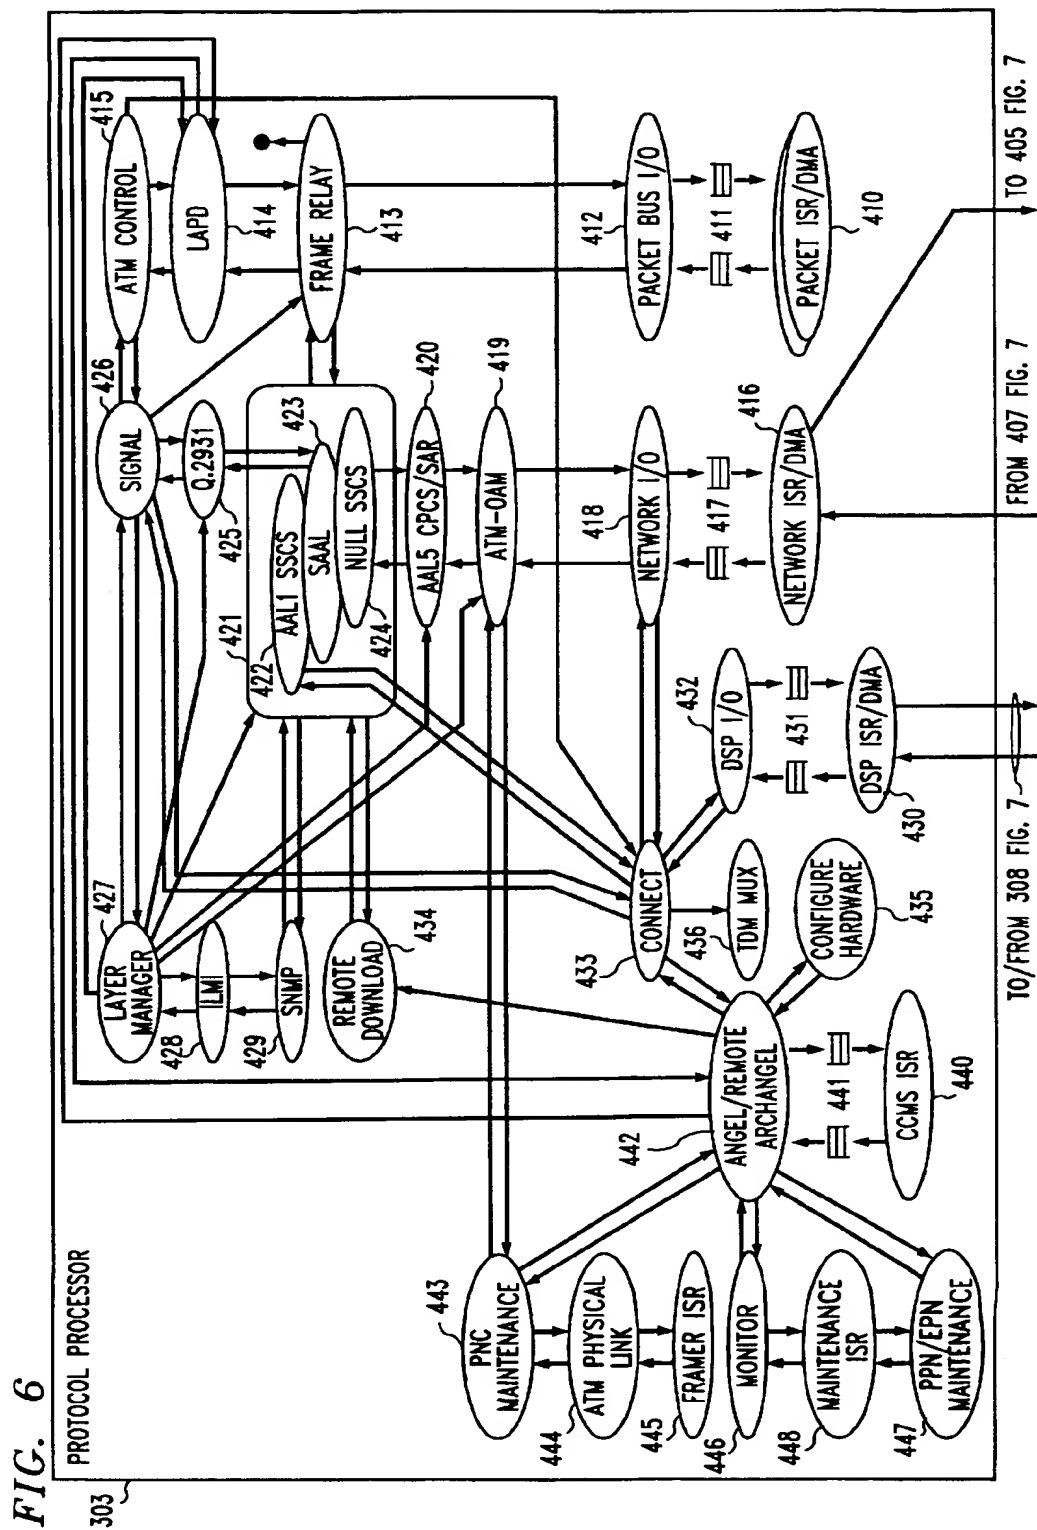 FIG. 6
303
PROTOCOL PROCESSOR
LAYER
MANAGER
427
SIGNAL
426
ATM CONTROL
415
ILMI
428
Q.2931
425
LAPD
414
SNMP
429
421
422
AAL1 SSCS
423
SAAL
NULL SSCS
424
FRAME RELAY
413
REMOTE
DOWNLOAD
434
AAL5 CPCS/SAR
420
PNC
MAINTENANCE
443
ATM-OAM
419
ATM PHYSICAL
LINK
444
FRAMER ISR
445
CONNECT
433
NETWORK I/O
418
PACKET BUS I/O
412
MONITOR
446
ANGEL/REMOTE
ARCHANGEL
442
TDM MUX
436
DSP I/O
432
417
411
MAINTENANCE
ISR
448
441
CONFIGURE
HARDWARE
435
431
NETWORK ISR/DMA
416
PACKET ISR/DMA
410
PPN/EPN
MAINTENANCE
447
CCMS ISR
440
DSP ISR/DMA
430
TO/FROM 308 FIG. 7
FROM 407 FIG. 7
TO 405 FIG. 7